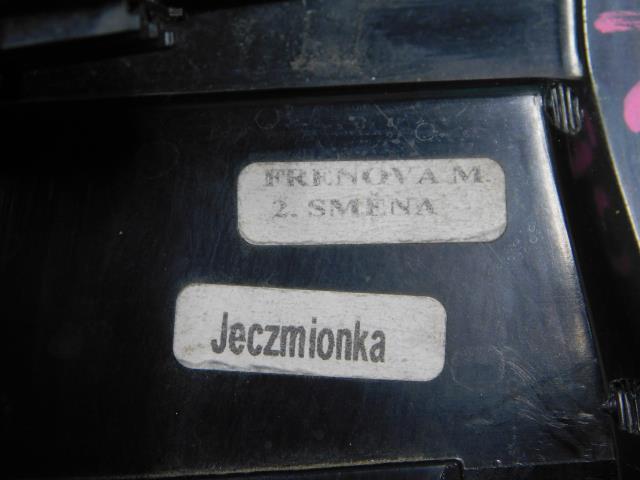 FRENOVA M.
2. SMĚNA
Jeczmionka